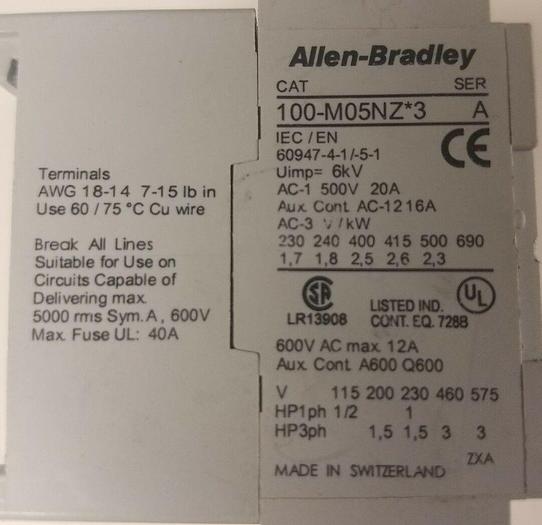 Terminals
AWG 18-14 7-15 lb in
Use 60 / 75 °C Cu wire
Break All Lines
Suitable for Use on
Circuits Capable of
Delivering max.
5000 rms Sym. A, 600V
Max. Fuse UL: 40A
Allen-Bradley
CAT SER
100-M05NZ*3 A
IEC / EN
60947-4-1/-5-1
CE
Uimp= 6kV
AC-1 500V 20A
Aux. Cont. AC-12 16A
AC-3 V / kW
230 240 400 415 500 690
1,7 1,8 2,5 2,6 2,3
SA
UL
LR13908
LISTED IND.
CONT. EQ. 728B
600V AC max. 12A
Aux. Cont. A600 Q600
V 115 200 230 460 575
HP1ph 1/2 1
HP3ph 1,5 1,5 3 3
MADE IN SWITZERLAND ZXA